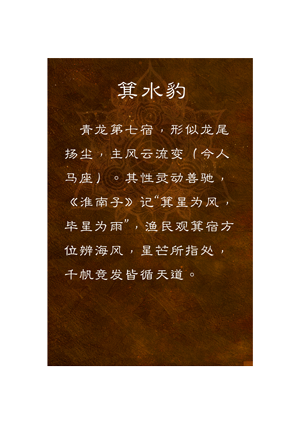 箕水豹
青龙第七宿，形似龙尾
扬尘，主风云流变（今人
马座）。其性灵动善驰，
《淮南子》记“箕星为风，
毕星为雨”，渔民观箕宿方
位辨海风，星芒所指处，
千帆竞发皆循天道。